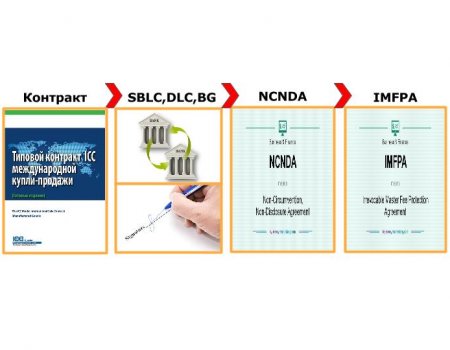 Контракт
SBLC,DLC,BG
NCNDA
IMFPA
Типовой контракт ICC
международной
купли-продажи
BANK
BANK
Signature
NCNDA
Non-Circumvention,
Non-Disclosure Agreement
IMFPA
Irrevocable Master Fee Protection
Agreement